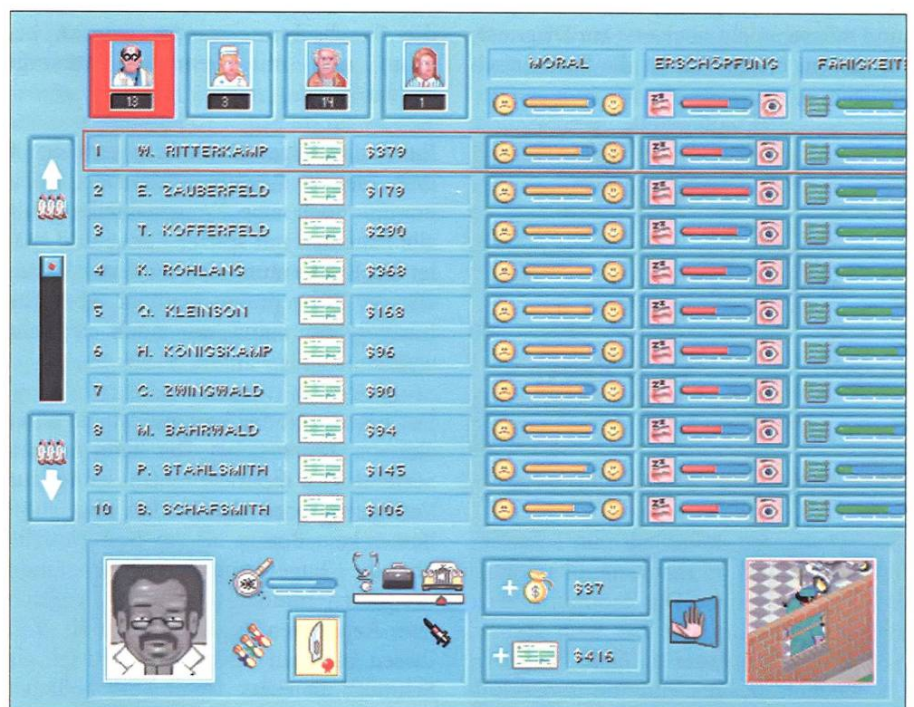 13 3 14 1
MORAL ERSCHÖPFUNG FÄHIGKEIT
1 W. RITTERKAMP $379
2 E. ZAUBERFELD $179
3 T. KOFFERFELD $290
4 K. ROHLANG $368
5 Q. KLEINSON $168
6 H. KÖNIGSKAMP $96
7 C. ZWINGWALD $90
8 M. BAHRWALD $94
9 P. STAHLSMITH $145
10 B. SCHAFSMITH $106
+ $ $37
+ $416